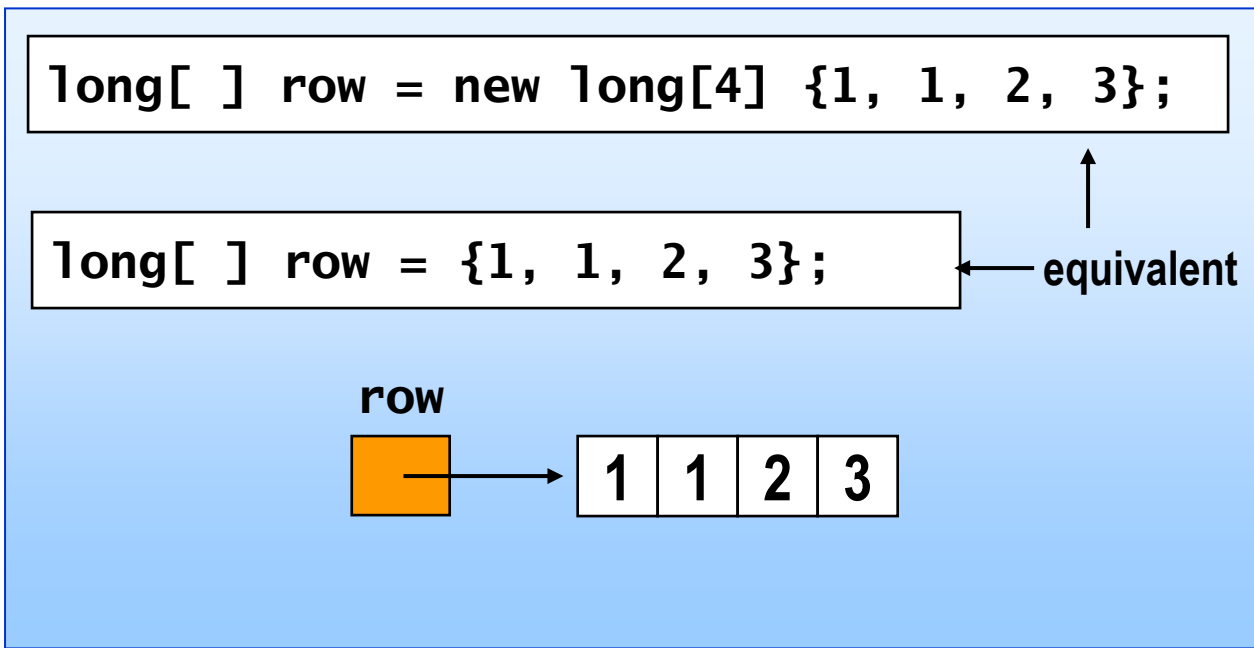 long[ ] row = new long[4] {1, 1, 2, 3};
long[ ] row = {1, 1, 2, 3};
equivalent
row
1 1 2 3